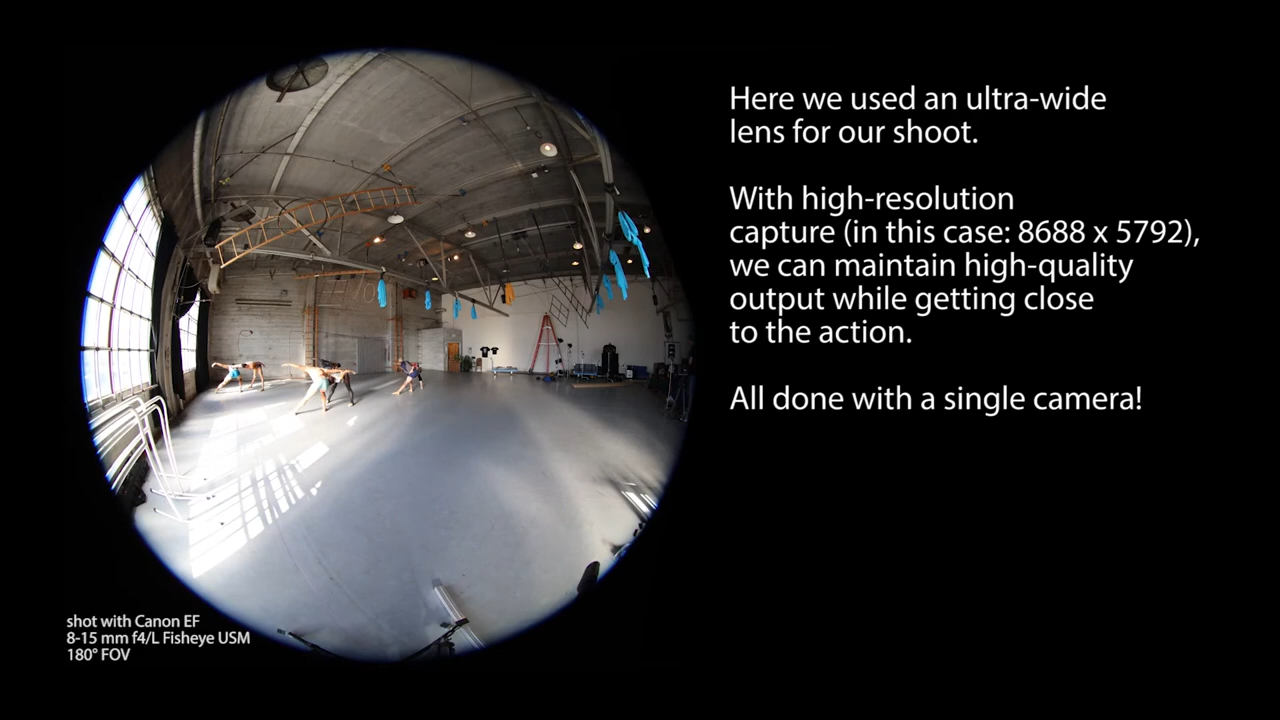 Here we used an ultra-wide
lens for our shoot.
With high-resolution
capture (in this case: 8688 x 5792),
we can maintain high-quality
output while getting close
to the action.
All done with a single camera!
shot with Canon EF
8-15 mm f4/L Fisheye USM
180° FOV